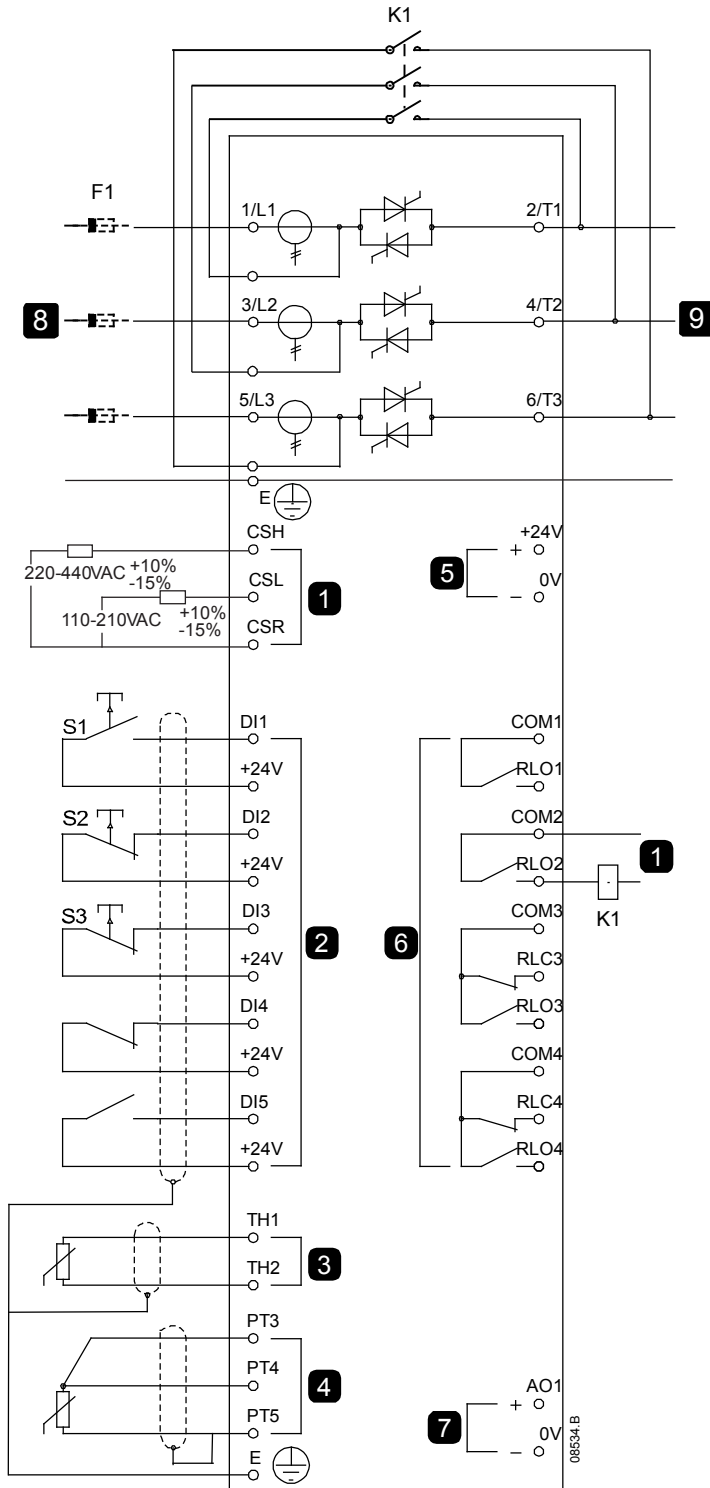 K1
F1
1/L1
2/T1
8
3/L2
4/T2
9
5/L3
6/T3
E
CSH
+24V
220-440VAC +10% -15%
CSL
1
5
+
0V
110-210VAC +10% -15%
CSR
−
S1
DI1
COM1
+24V
RLO1
S2
DI2
COM2
1
+24V
RLO2
K1
S3
DI3
2
6
COM3
+24V
RLC3
DI4
RLO3
+24V
COM4
DI5
RLC4
+24V
RLO4
TH1
3
TH2
PT3
PT4
4
AO1
+
PT5
7
0V
−
E
08534.B